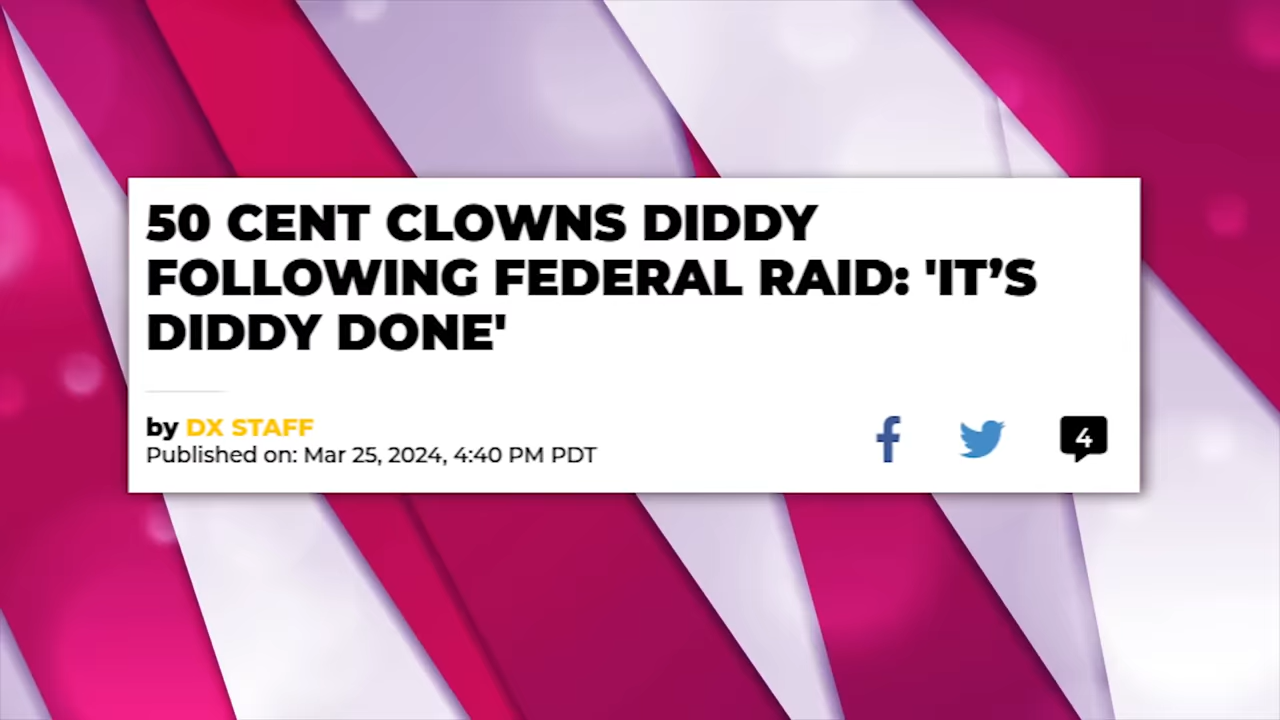 50 CENT CLOWNS DIDDY
FOLLOWING FEDERAL RAID: 'IT’S
DIDDY DONE'
by DX STAFF
Published on: Mar 25, 2024, 4:40 PM PDT
4